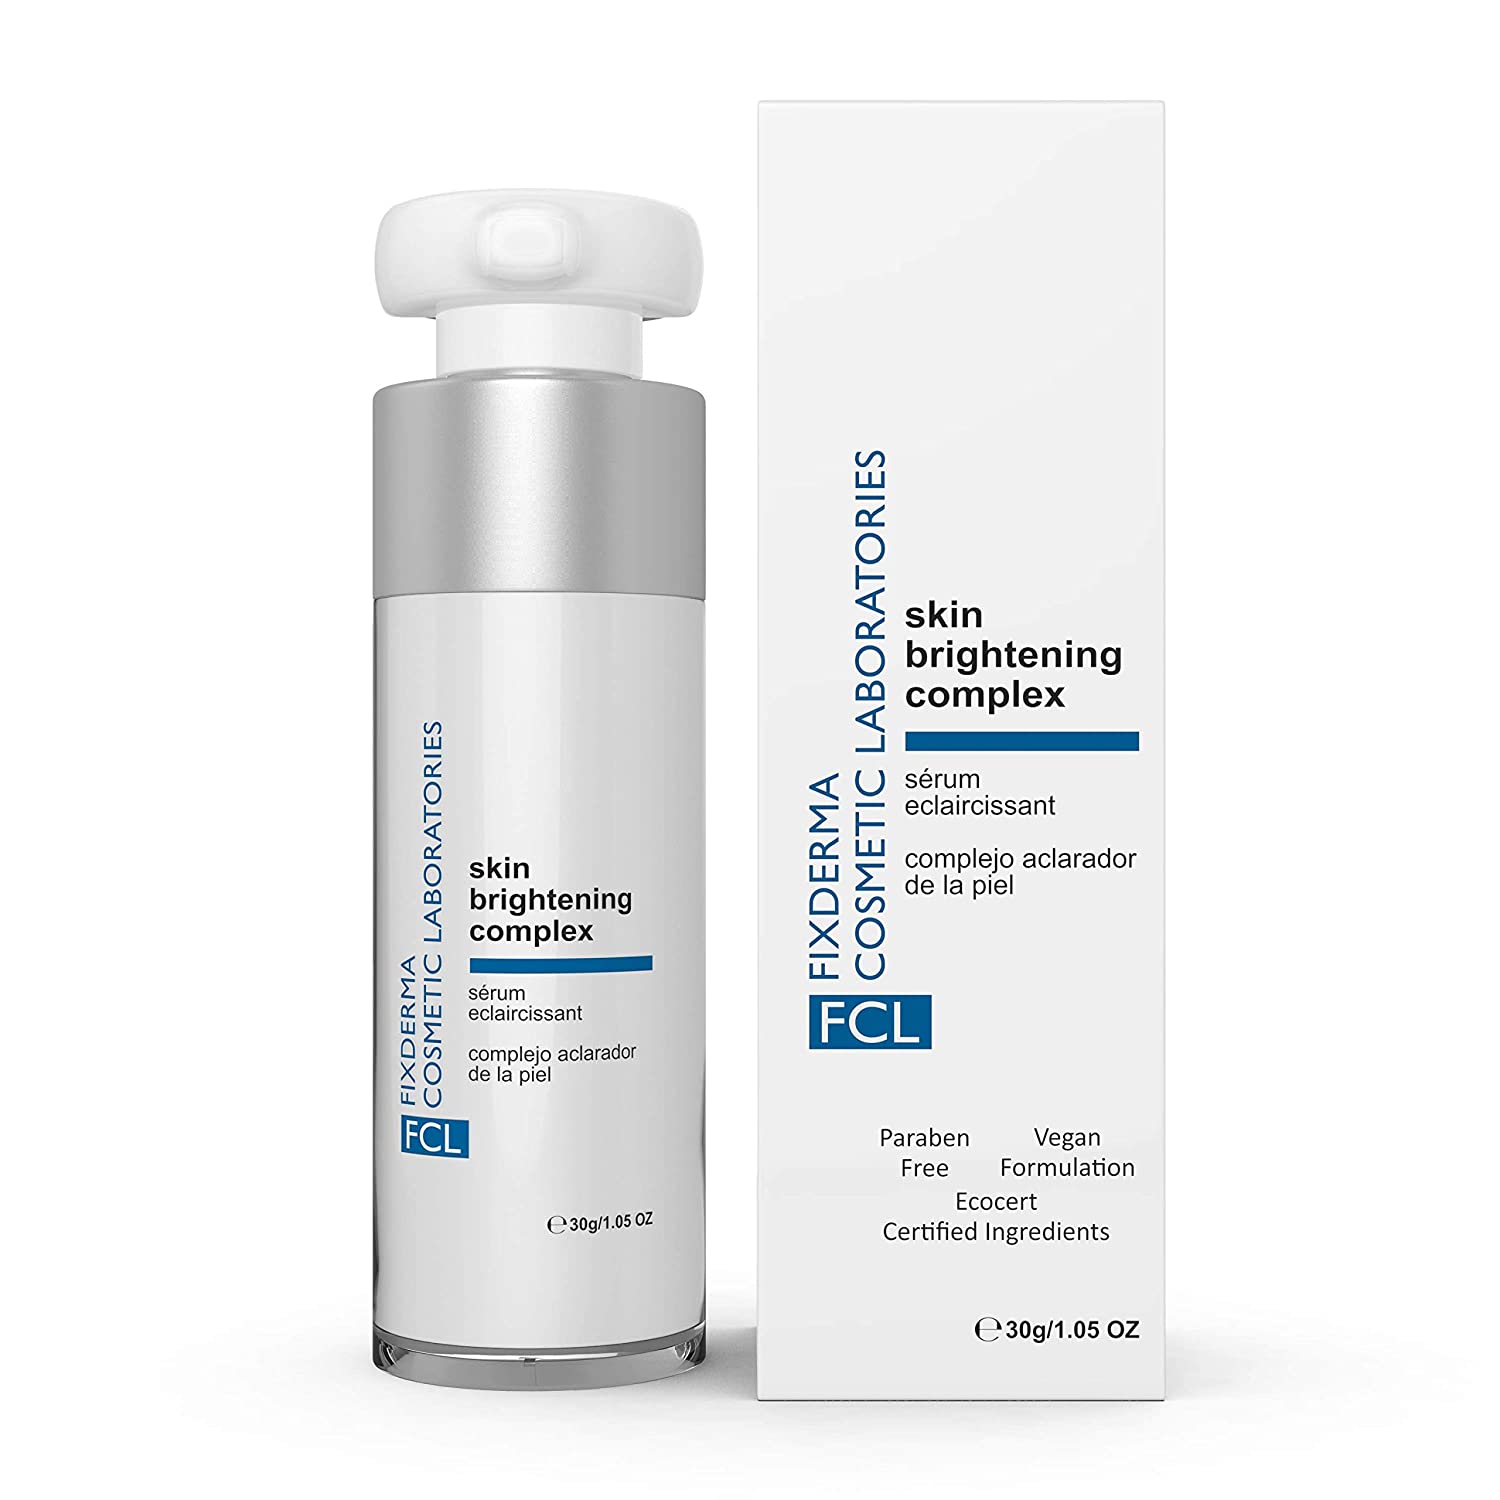 FIXDERMA
COSMETIC LABORATORIES
FCL
skin
brightening
complex
sérum
eclaircissant
complejo aclarador
de la piel
℮30g/1.05 OZ
FIXDERMA
COSMETIC LABORATORIES
FCL
skin
brightening
complex
sérum
eclaircissant
complejo aclarador
de la piel
Paraben
Free
Vegan
Formulation
Ecocert
Certified Ingredients
℮30g/1.05 OZ